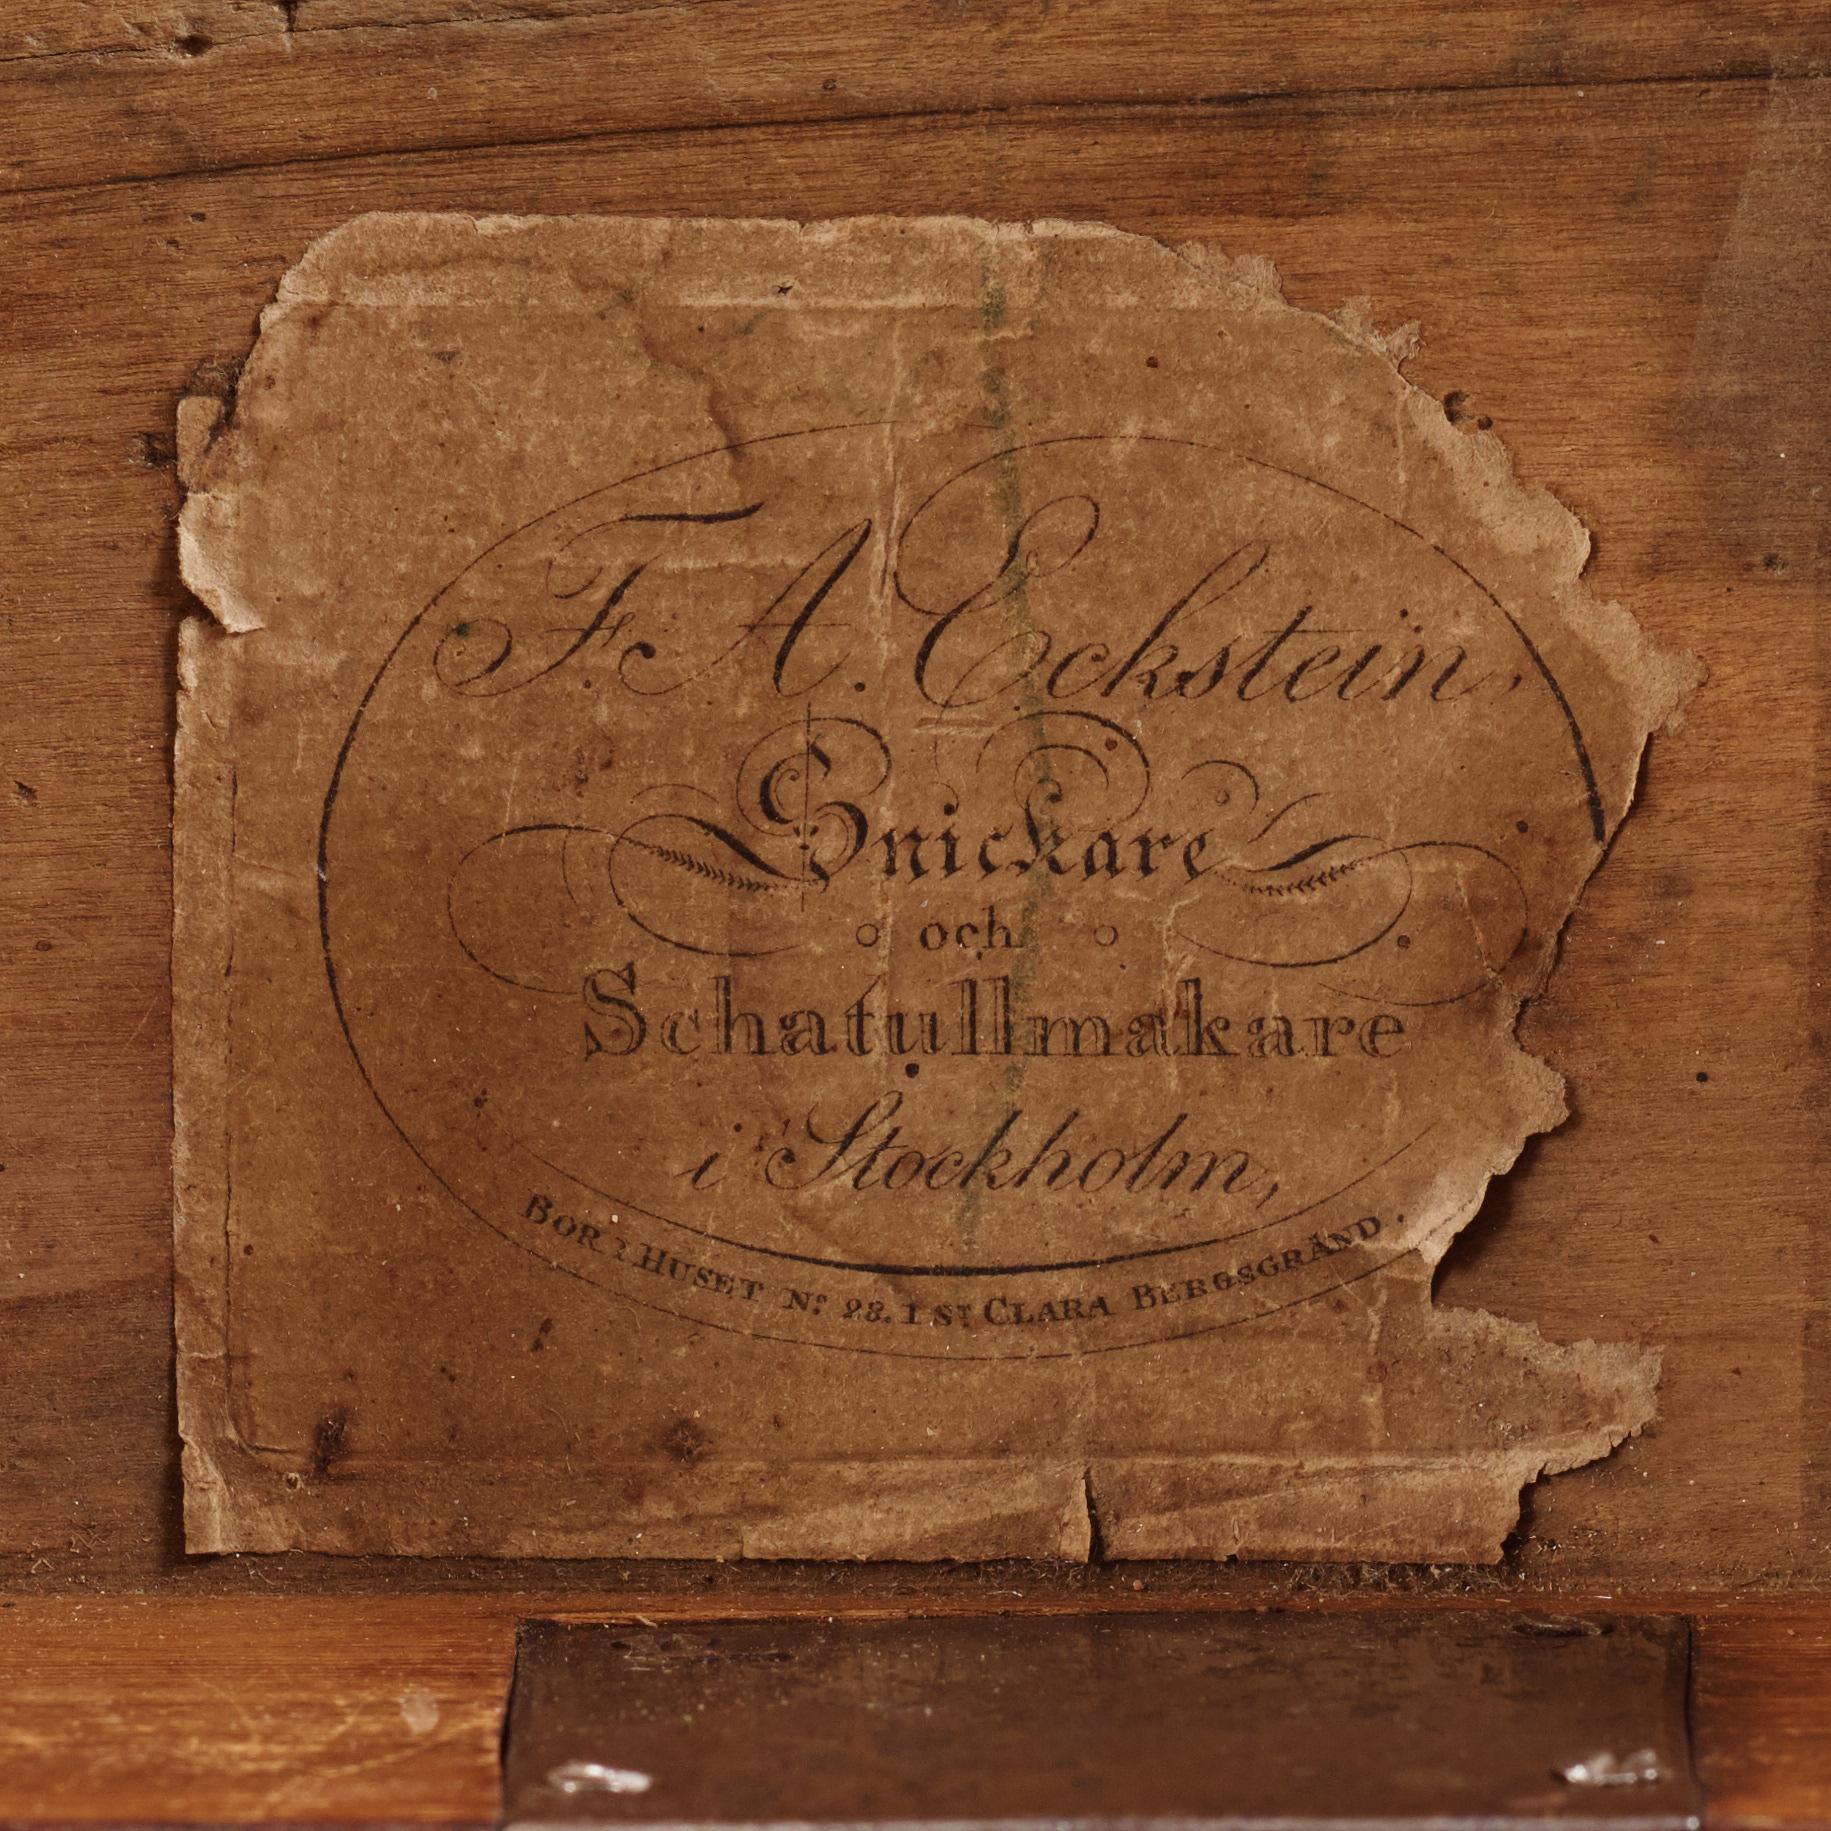 F. A. Eckstein,
Snickare
och
Schatullmakare
i Stockholm,
BOR I HUSET No. 28. I ST CLARA BERGSGRÄND.